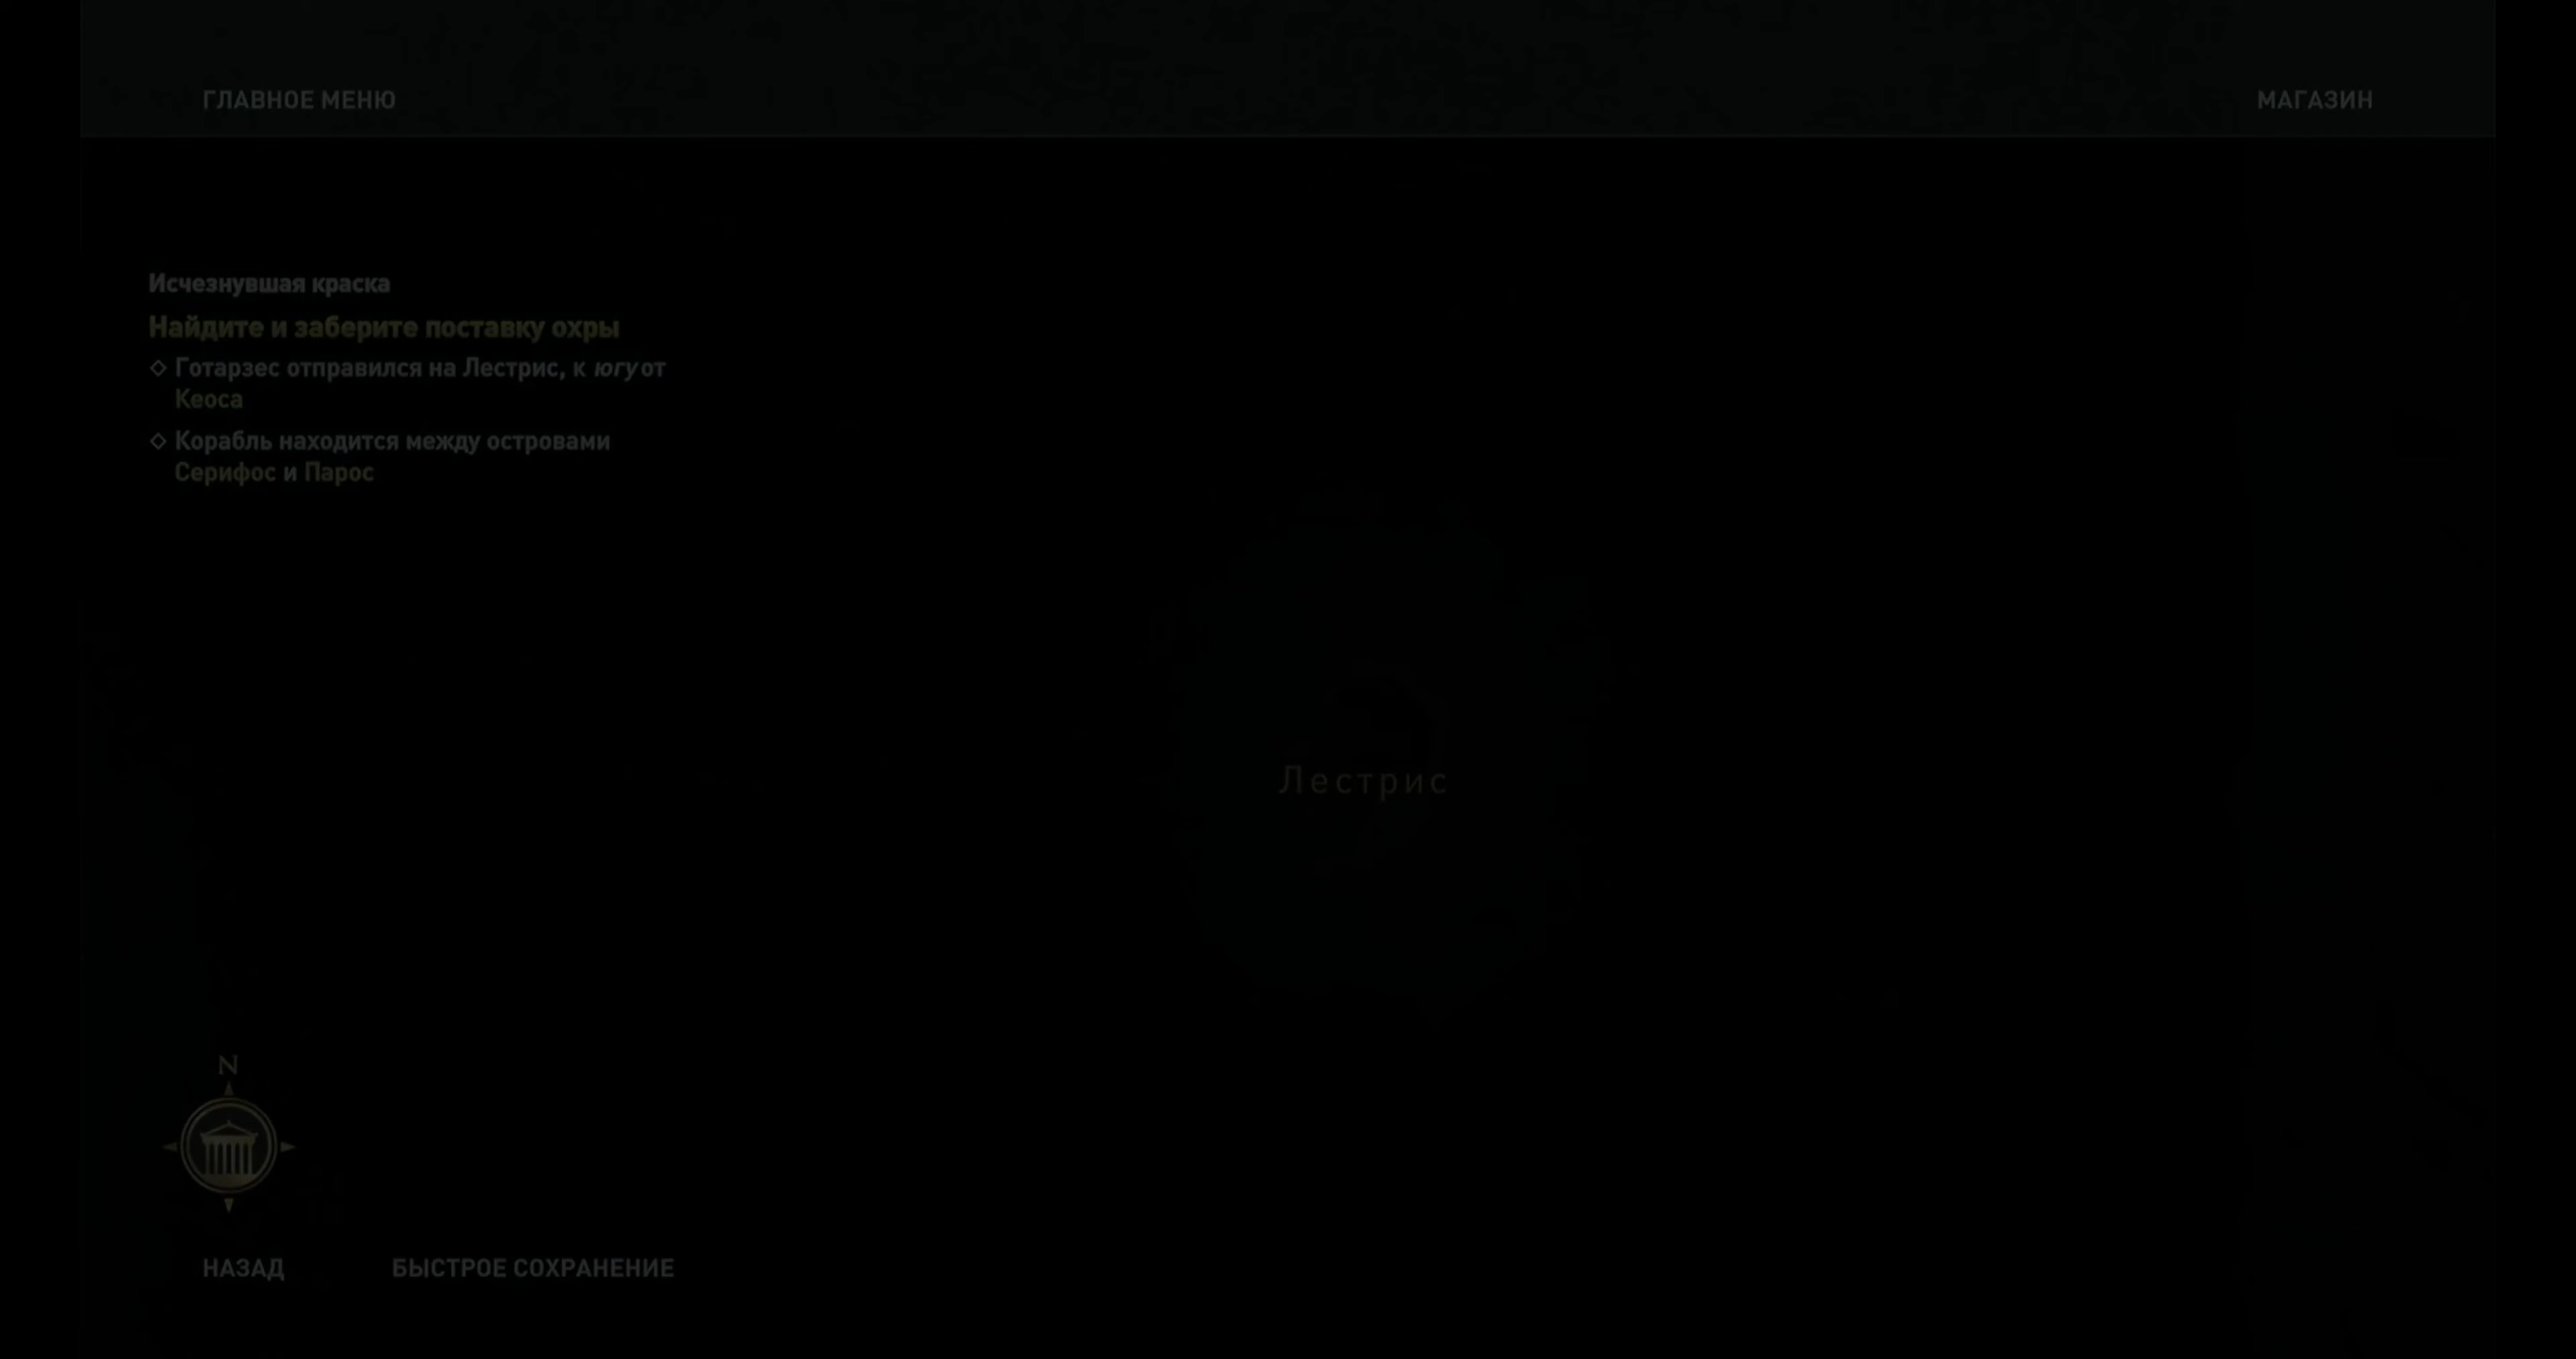 ГЛАВНОЕ МЕНЮ
МАГАЗИН
Исчезнувшая краска
Найдите и заберите поставку охры
Готарзес отправился на Лестрис, к югу от
Кеоса
Корабль находится между островами
Серифос и Парос
Лестрис
N
НАЗАД
БЫСТРОЕ СОХРАНЕНИЕ